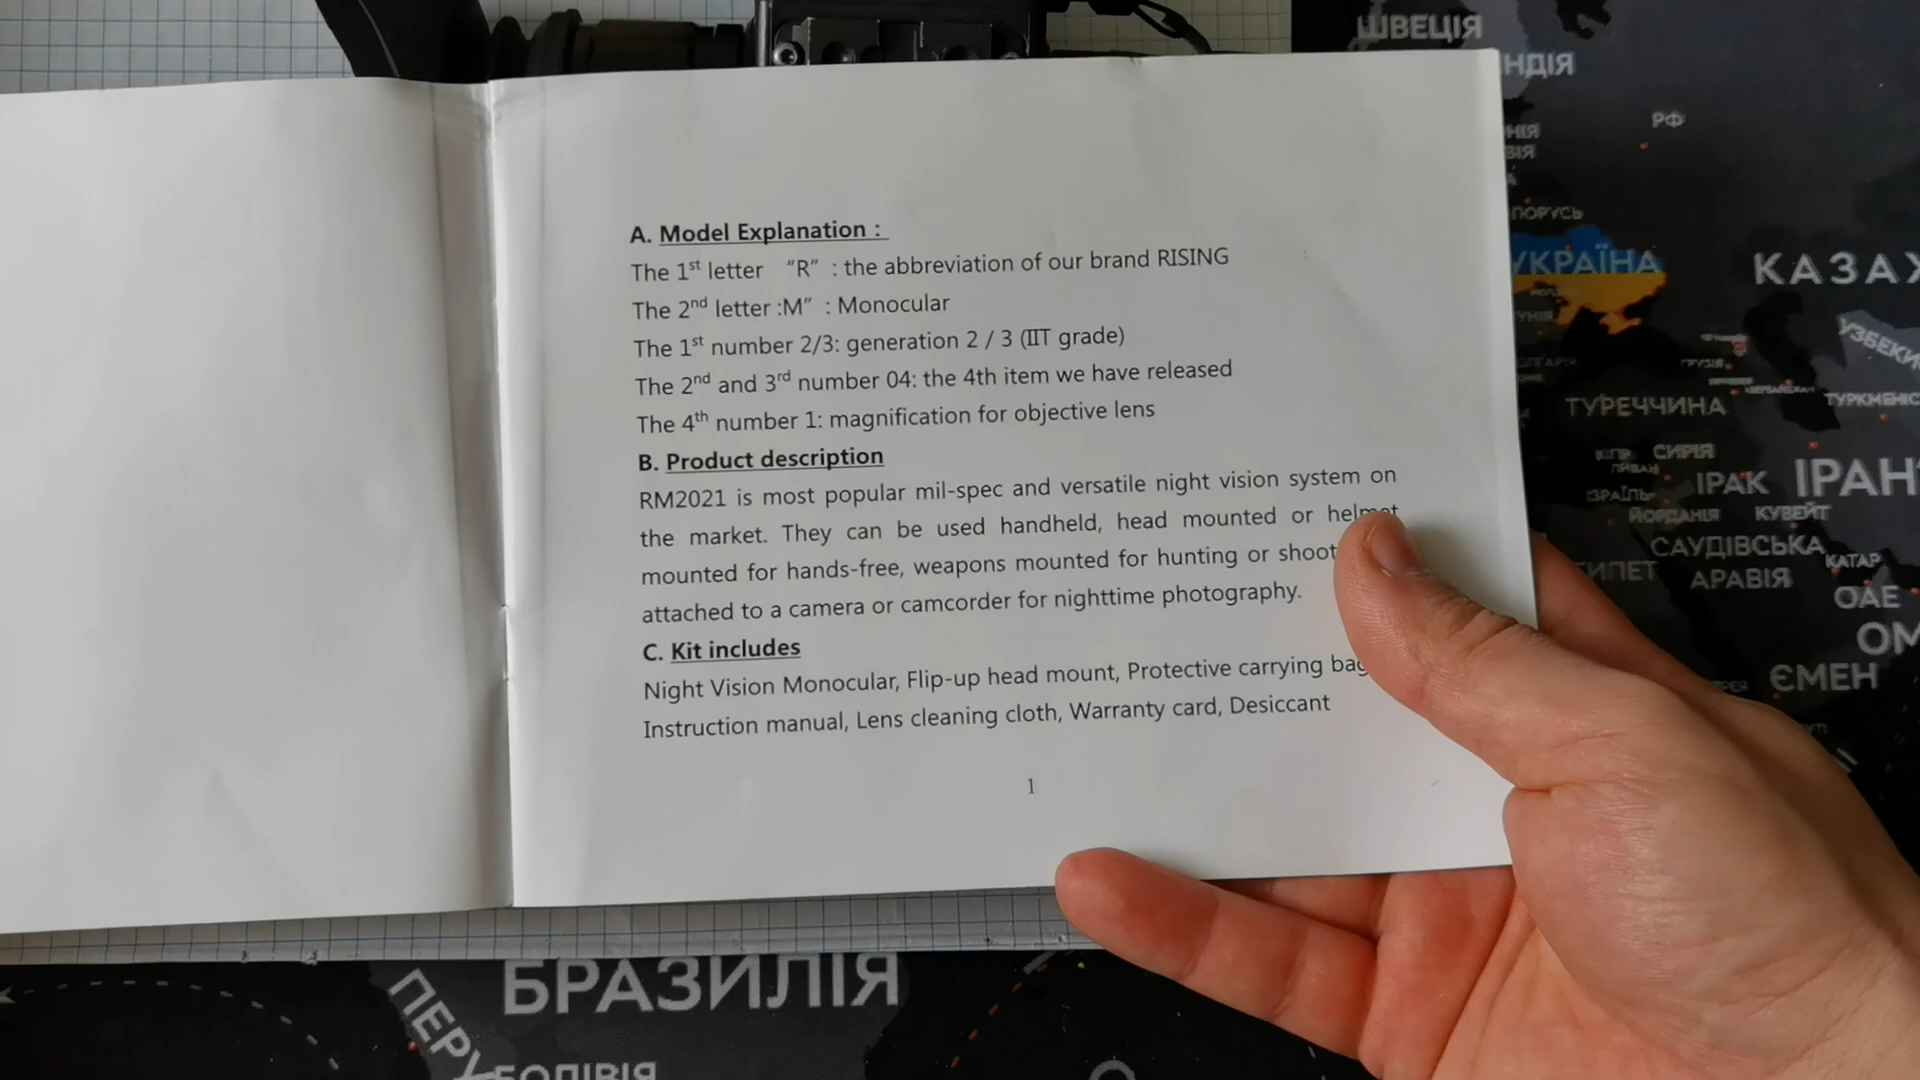 A. Model Explanation :
The 1st letter “R” : the abbreviation of our brand RISING
The 2nd letter :M” : Monocular
The 1st number 2/3: generation 2 / 3 (IIT grade)
The 2nd and 3rd number 04: the 4th item we have released
The 4th number 1: magnification for objective lens
B. Product description
RM2021 is most popular mil-spec and versatile night vision system on
the market. They can be used handheld, head mounted or helmet
mounted for hands-free, weapons mounted for hunting or
attached to a camera or camcorder for nighttime photography.
C. Kit includes
Night Vision Monocular, Flip-up head mount, Protective carrying
Instruction manual, Lens cleaning cloth, Warranty card, Desiccant
1
ШВЕЦІЯ
РФ
УКРАЇНА
ТУРЕЧЧИНА
СИРІЯ
ІРАК
ІРАН
ІЗРАЇЛЬ
ЙОРДАНІЯ
КУВЕЙТ
САУДІВСЬКА
АРАВІЯ
КАТАР
ОАЕ
ЄМЕН
БРАЗИЛІЯ
ПЕРУ
БОЛІВІЯ